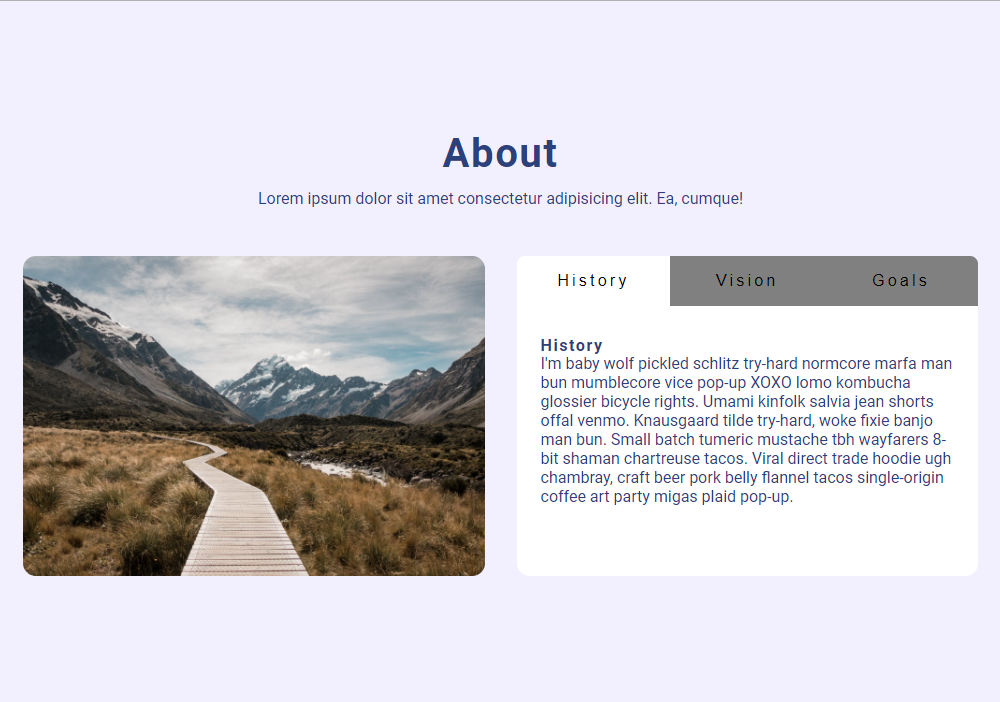 About
Lorem ipsum dolor sit amet consectetur adipisicing elit. Ea, cumque!
History Vision Goals
History
I'm baby wolf pickled schlitz try-hard normcore marfa man
bun mumblecore vice pop-up XOXO lomo kombucha
glossier bicycle rights. Umami kinfolk salvia jean shorts
offal venmo. Knausgaard tilde try-hard, woke fixie banjo
man bun. Small batch tumeric mustache tbh wayfarers 8-
bit shaman chartreuse tacos. Viral direct trade hoodie ugh
chambray, craft beer pork belly flannel tacos single-origin
coffee art party migas plaid pop-up.